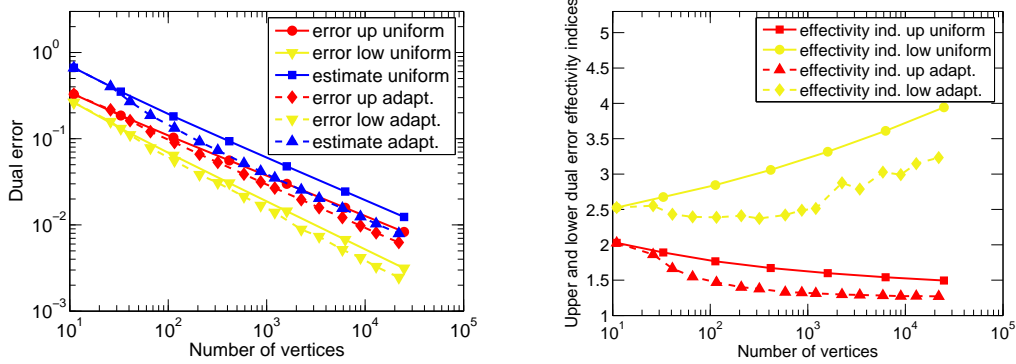 error up uniform
error low uniform
estimate uniform
error up adapt.
error low adapt.
estimate adapt.
Dual error
10^0
10^−1
10^−2
10^−3
10^1
10^2
10^3
10^4
10^5
Number of vertices
effectivity ind. up uniform
effectivity ind. low uniform
effectivity ind. up adapt.
effectivity ind. low adapt.
Upper and lower dual error effectivity indices
5
4.5
4
3.5
3
2.5
2
1.5
1
10^1
10^2
10^3
10^4
10^5
Number of vertices